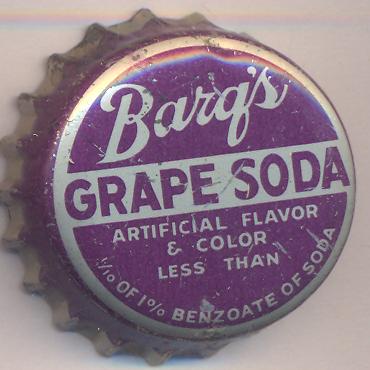 Barq's
GRAPE SODA
ARTIFICIAL FLAVOR
& COLOR
LESS THAN
1/10 OF 1% BENZOATE OF SODA